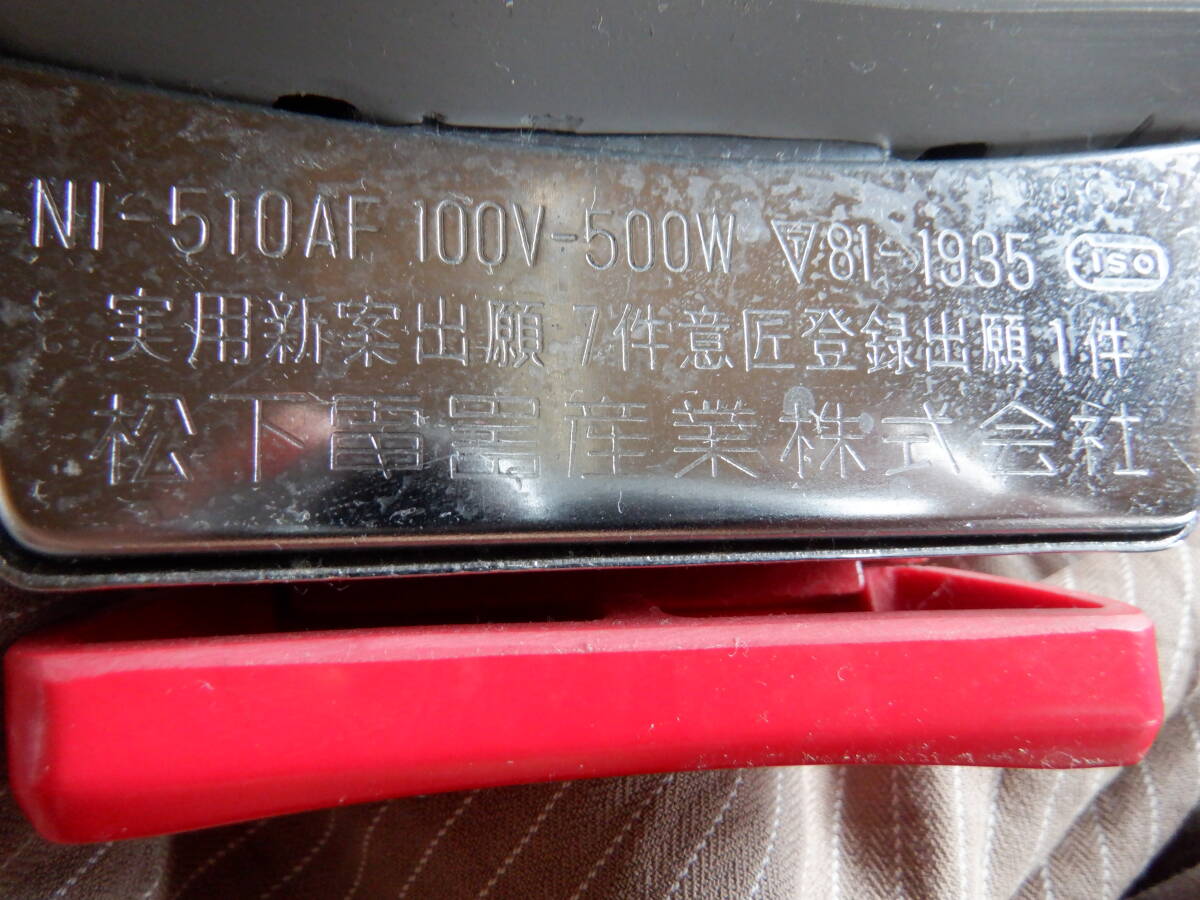 NI-510AF 100V-500W ▽81-1935 ISO
実用新案出願7件意匠登録出願1件
松下電器産業株式会社